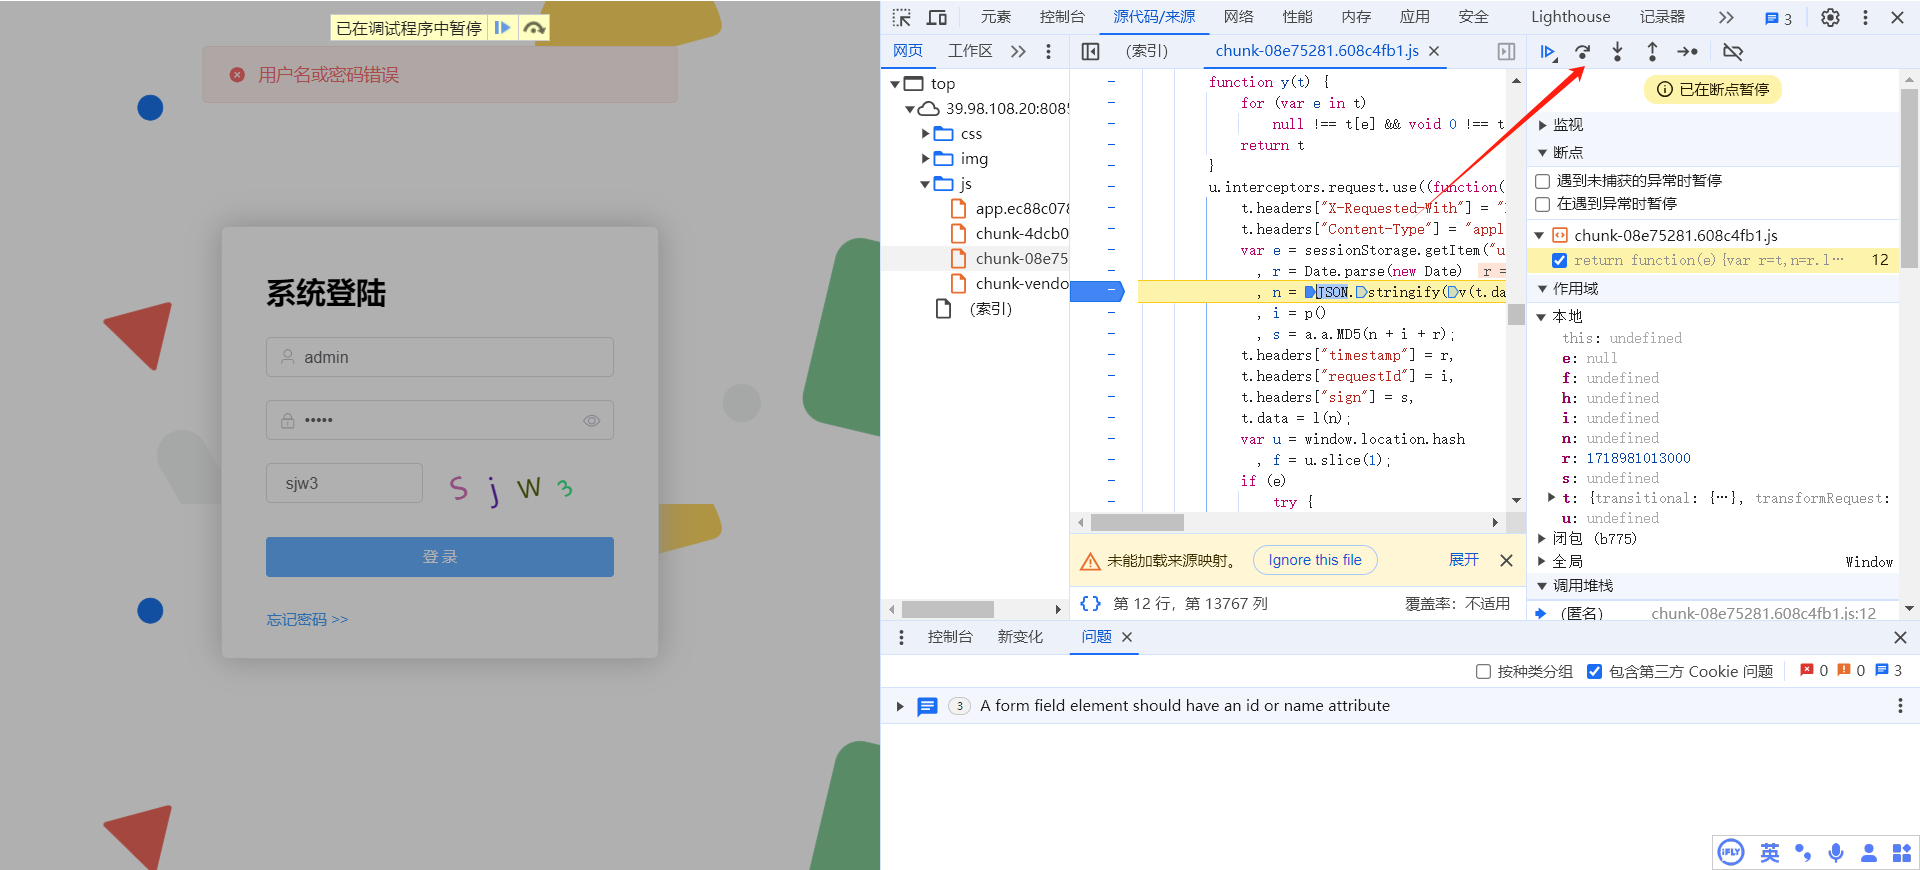 已在调试程序中暂停
用户名或密码错误
系统登陆
admin
•••••
sjw3
S j W 3
登 录
忘记密码 >>
元素 控制台 源代码/来源 网络 性能 内存 应用 安全 Lighthouse 记录器 3
网页 工作区
(索引) chunk-08e75281.608c4fb1.js
top
39.98.108.20:8085
css
img
js
app.ec88c078
chunk-4dcb0
chunk-08e75
chunk-vendo
(索引)
function y(t) {
for (var e in t)
null !== t[e] && void 0 !== t
return t
}
u.interceptors.request.use((function(
t.headers["X-Requested-With"] = "
t.headers["Content-Type"] = "appl
var e = sessionStorage.getItem("u
, r = Date.parse(new Date) r =
, n = JSON.stringify(v(t.da
, i = p()
, s = a.a.MD5(n + i + r);
t.headers["timestamp"] = r,
t.headers["requestId"] = i,
t.headers["sign"] = s,
t.data = l(n);
var u = window.location.hash
, f = u.slice(1);
if (e)
try {
未能加载来源映射。 Ignore this file 展开
{} 第 12 行，第 13767 列 覆盖率：不适用
已在断点暂停
监视
断点
遇到未捕获的异常时暂停
在遇到异常时暂停
chunk-08e75281.608c4fb1.js
return function(e){var r=t,n=r.l… 12
作用域
本地
this: undefined
e: null
f: undefined
h: undefined
i: undefined
n: undefined
r: 1718981013000
s: undefined
t: {transitional: {…}, transformRequest:
u: undefined
闭包 (b775)
全局 Window
调用堆栈
(匿名) chunk-08e75281.608c4fb1.js:12
控制台 新变化 问题
按种类分组 包含第三方 Cookie 问题 0 0 3
3 A form field element should have an id or name attribute
iFLY 英